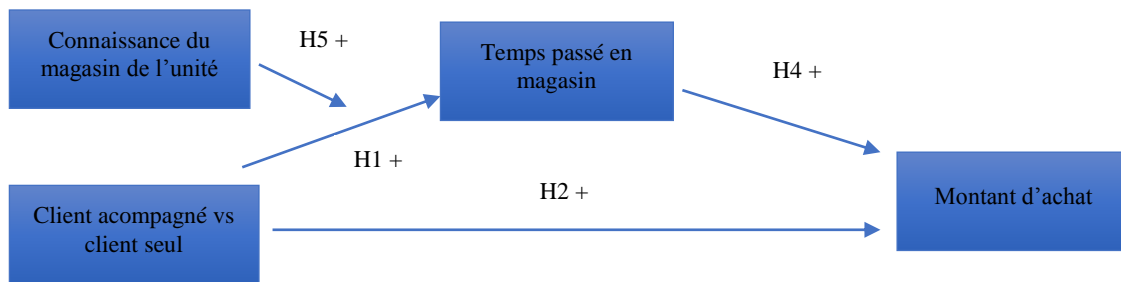 Connaissance du
magasin de l’unité
H5 +
Temps passé en
magasin
H4 +
H1 +
H2 +
Client acompagné vs
client seul
Montant d’achat